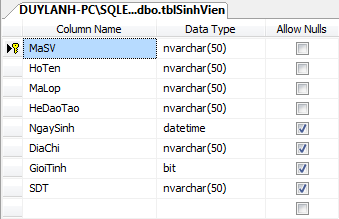 DUYLANH-PC\SQLE...dbo.tblSinhVien
Column Name Data Type Allow Nulls
MaSV nvarchar(50)
HoTen nvarchar(50)
MaLop nvarchar(50)
HeDaoTao nvarchar(50)
NgaySinh datetime
DiaChi nvarchar(50)
GioiTinh bit
SDT nvarchar(50)